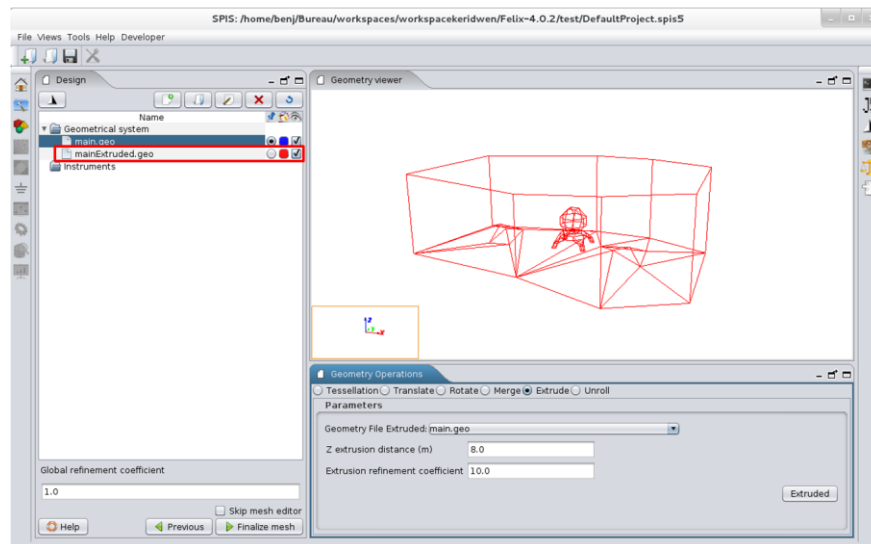 SPIS: /home/benj/Bureau/workspaces/workspacekeridwen/Felix-4.0.2/test/DefaultProject.spis5
File Views Tools Help Developer
Design
Geometry viewer
Name
Geometrical system
main.geo
mainExtruded.geo
Instruments
z
y
x
Geometry Operations
Tessellation Translate Rotate Merge Extrude Unroll
Parameters
Geometry File Extruded: main.geo
Z extrusion distance (m) 8.0
Extrusion refinement coefficient 10.0
Extruded
Global refinement coefficient
1.0
Skip mesh editor
Help Previous Finalize mesh